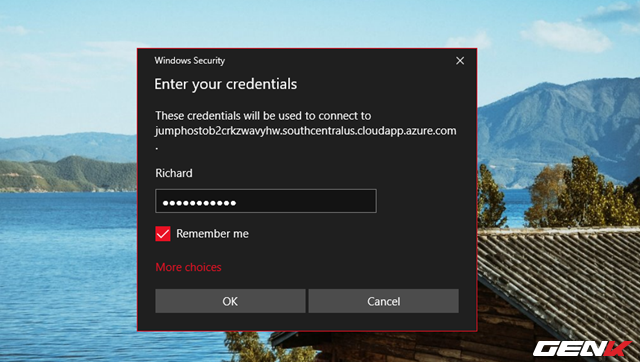 Windows Security
Enter your credentials
These credentials will be used to connect to
jumphostob2crkzwavyhw.southcentralus.cloudapp.azure.com
.
Richard
Remember me
More choices
OK
Cancel
GENK